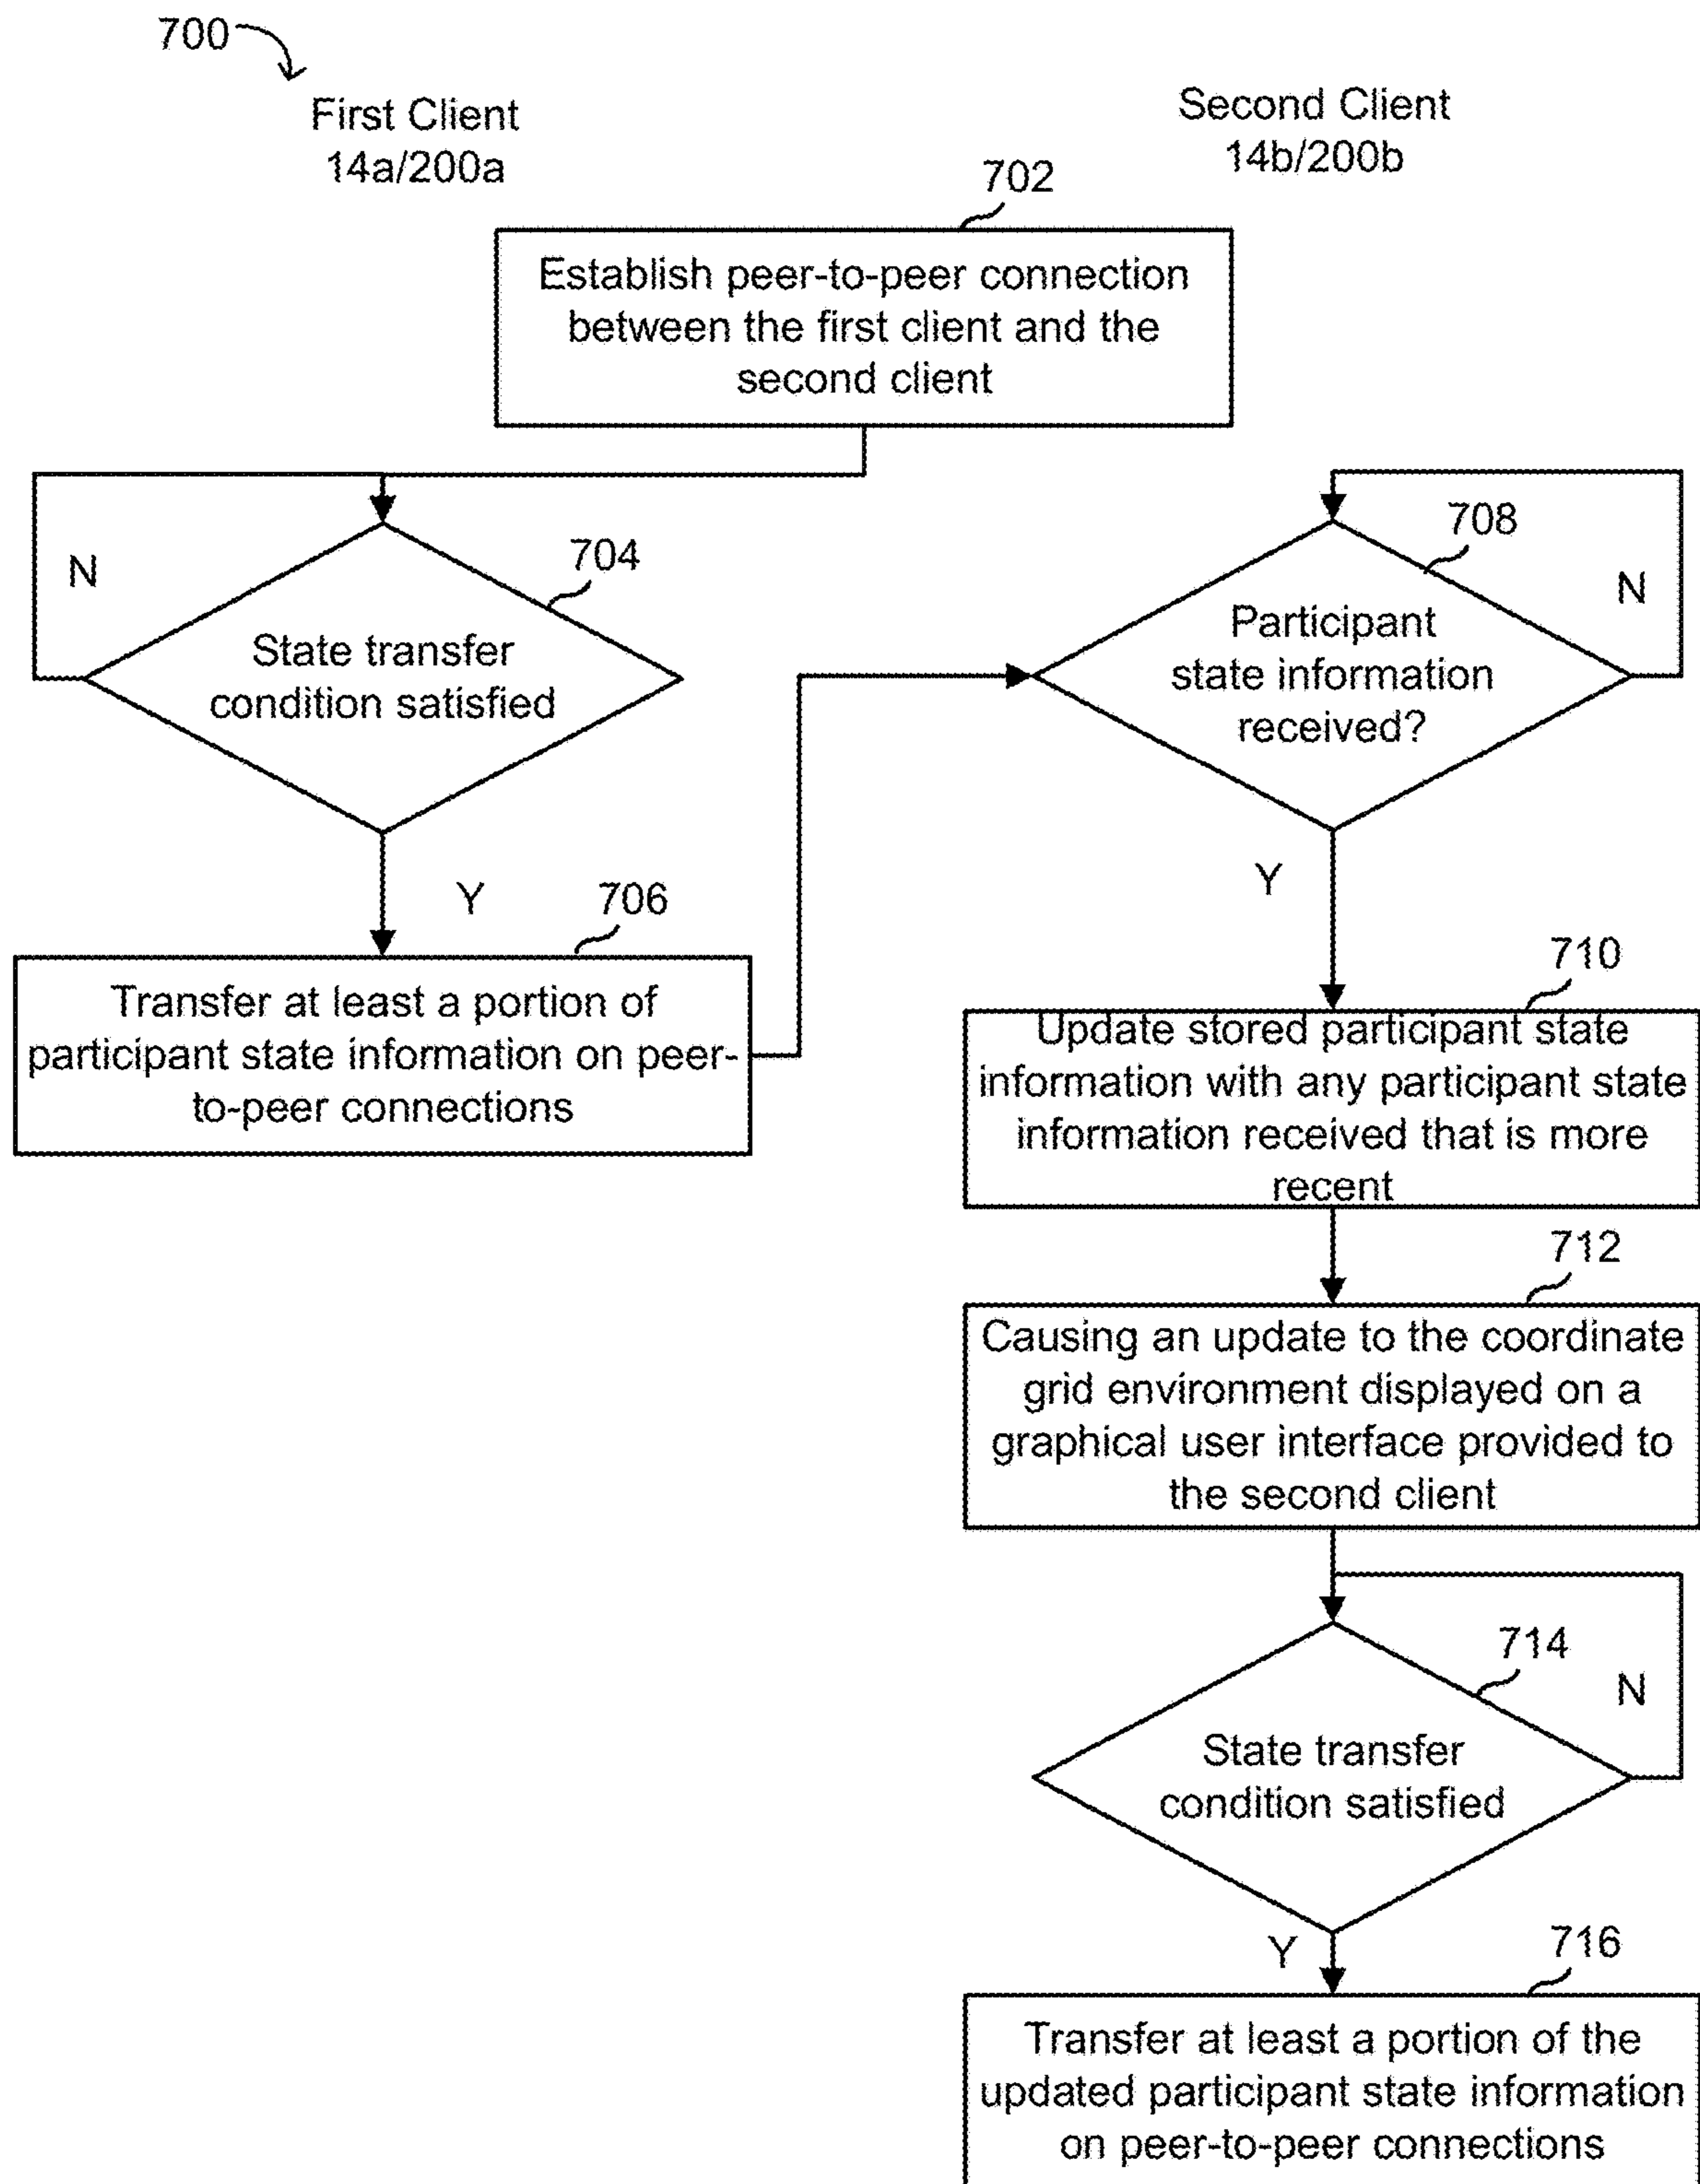 700
First Client
14a/200a
Second Client
14b/200b
702
Establish peer-to-peer connection
between the first client and the
second client
N
704
State transfer
condition satisfied
Y
706
Transfer at least a portion of
participant state information on peer-
to-peer connections
708
N
Participant
state information
received?
Y
710
Update stored participant state
information with any participant state
information received that is more
recent
712
Causing an update to the coordinate
grid environment displayed on a
graphical user interface provided to
the second client
714
N
State transfer
condition satisfied
Y
716
Transfer at least a portion of the
updated participant state information
on peer-to-peer connections